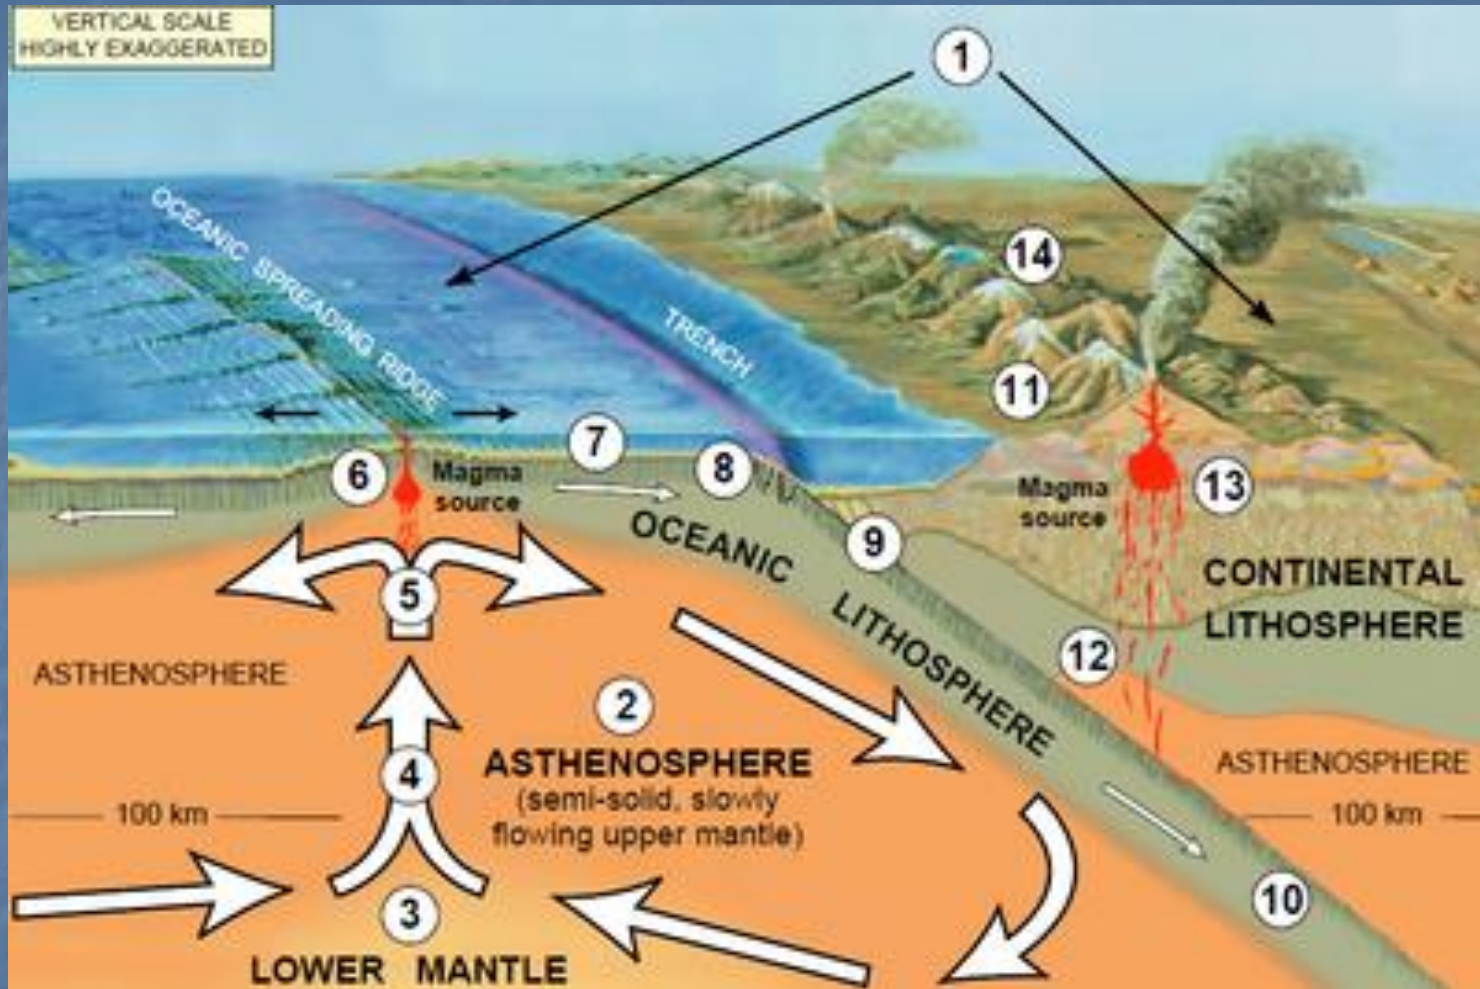 VERTICAL SCALE
HIGHLY EXAGGERATED
1
OCEANIC SPREADING RIDGE
TRENCH
14
11
6
Magma
source
7
8
9
Magma
source
13
OCEANIC LITHOSPHERE
CONTINENTAL
LITHOSPHERE
5
12
ASTHENOSPHERE
2
ASTHENOSPHERE
(semi-solid, slowly
flowing upper mantle)
4
100 km
ASTHENOSPHERE
100 km
3
10
LOWER MANTLE